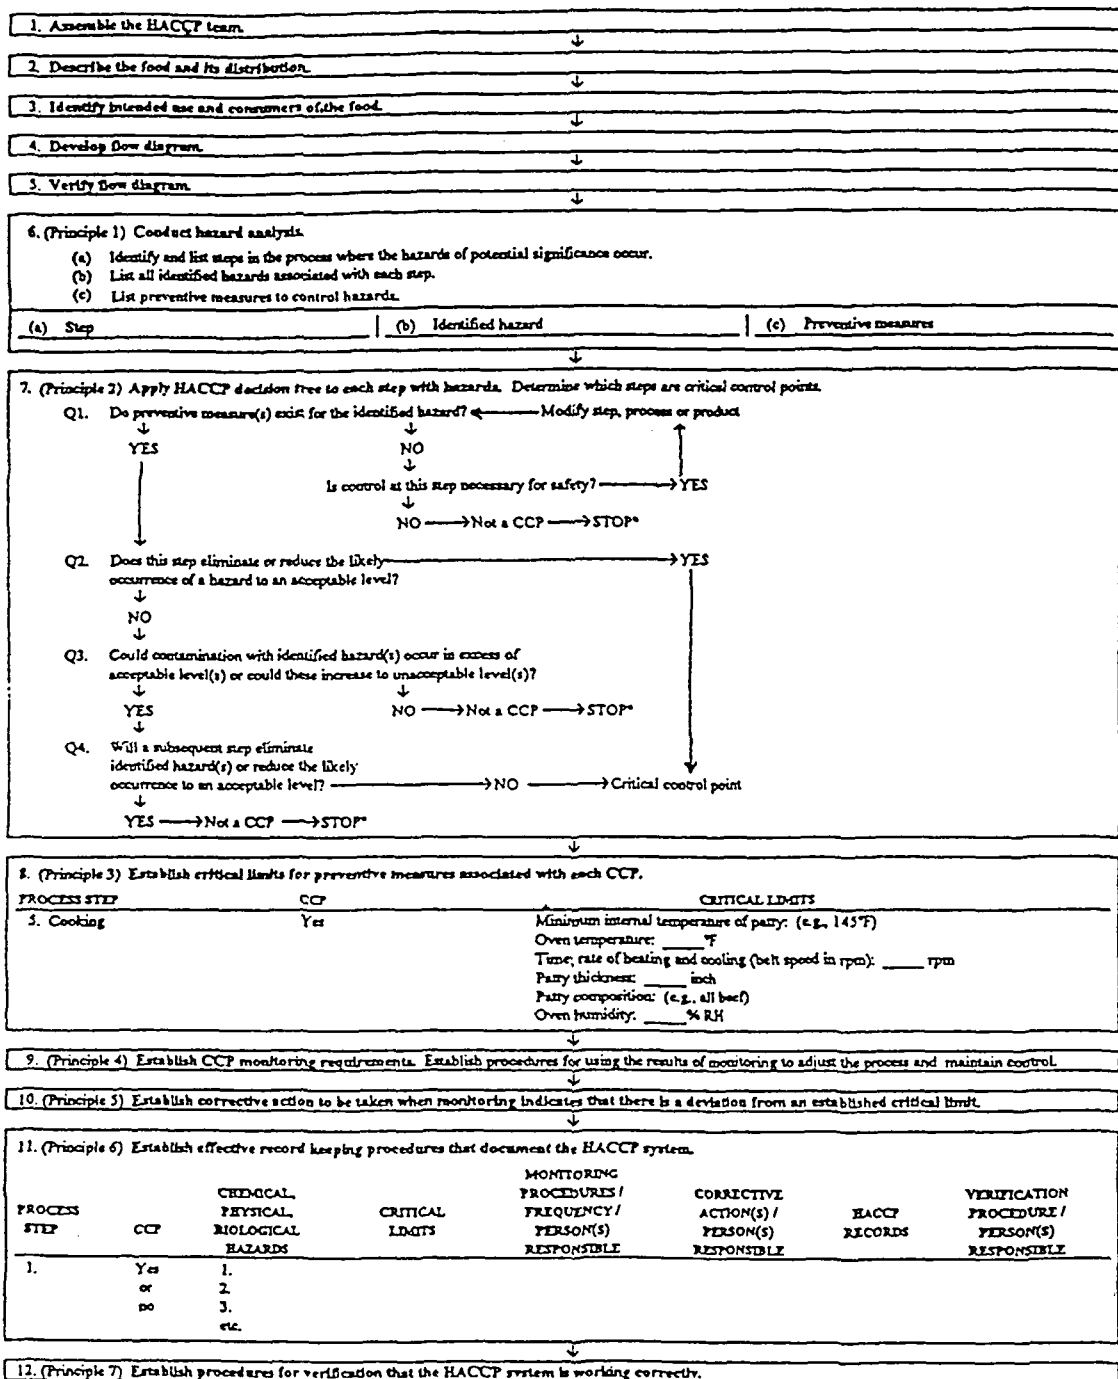 1. Assemble the HACCP team.
2. Describe the food and its distribution.
3. Identify intended use and consumers of the food.
4. Develop flow diagram.
5. Verify flow diagram.
6. (Principle 1) Conduct hazard analysis.
(a) Identify and list steps in the process where the hazards of potential significance occur.
(b) List all identified hazards associated with each step.
(c) List preventive measures to control hazards.
(a) Step (b) Identified hazard (c) Preventive measures
7. (Principle 2) Apply HACCP decision tree to each step with hazards. Determine which steps are critical control points.
Q1. Do preventive measure(s) exist for the identified hazard? Modify step, process or product
YES NO
Is control at this step necessary for safety? YES
NO Not a CCP STOP*
Q2. Does this step eliminate or reduce the likely YES
occurrence of a hazard to an acceptable level?
NO
Q3. Could contamination with identified hazard(s) occur in excess of
acceptable level(s) or could these increase to unacceptable level(s)?
YES NO Not a CCP STOP*
Q4. Will a subsequent step eliminate
identified hazard(s) or reduce the likely
occurrence to an acceptable level? NO Critical control point
YES Not a CCP STOP*
8. (Principle 3) Establish critical limits for preventive measures associated with each CCP.
PROCESS STEP CCP CRITICAL LIMITS
5. Cooking Yes Minimum internal temperature of patty: (e.g., 145°F)
Oven temperature: _____°F
Time; rate of heating and cooling (belt speed in rpm): _____ rpm
Patty thickness: _____ inch
Patty composition: (e.g., all beef)
Oven humidity: _____% RH
9. (Principle 4) Establish CCP monitoring requirements. Establish procedures for using the results of monitoring to adjust the process and maintain control.
10. (Principle 5) Establish corrective action to be taken when monitoring indicates that there is a deviation from an established critical limit.
11. (Principle 6) Establish effective record keeping procedures that document the HACCP system.
MONITORING
CHEMICAL, PROCEDURES / CORRECTIVE VERIFICATION
PROCESS PHYSICAL, CRITICAL FREQUENCY / ACTION(S) / HACCP PROCEDURE /
STEP CCP BIOLOGICAL LIMITS PERSON(S) PERSON(S) RECORDS PERSON(S)
HAZARDS RESPONSIBLE RESPONSIBLE RESPONSIBLE
1. Yes 1.
or 2.
no 3.
etc.
12. (Principle 7) Establish procedures for verification that the HACCP system is working correctly.